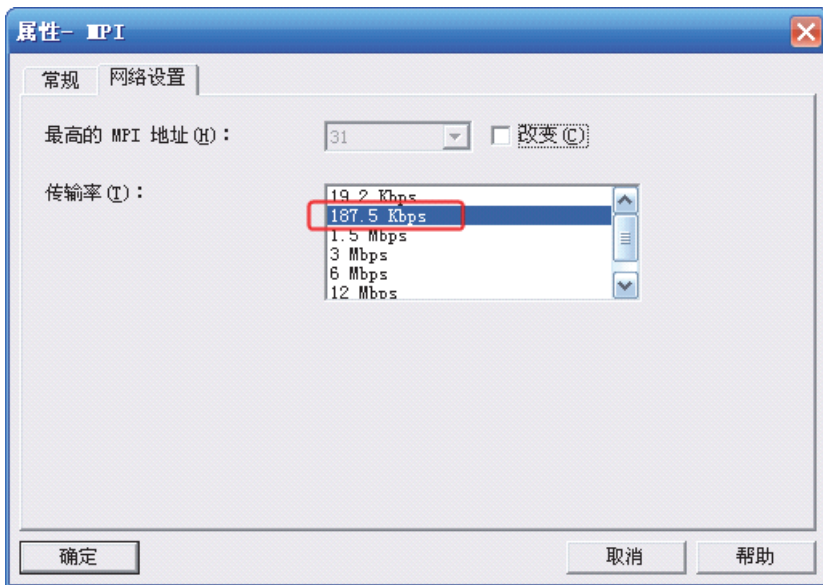 属性- MPI
常规 网络设置
最高的 MPI 地址(H)： 31 改变(C)
传输率(T)：
19.2 Kbps
187.5 Kbps
1.5 Mbps
3 Mbps
6 Mbps
12 Mbps
确定 取消 帮助